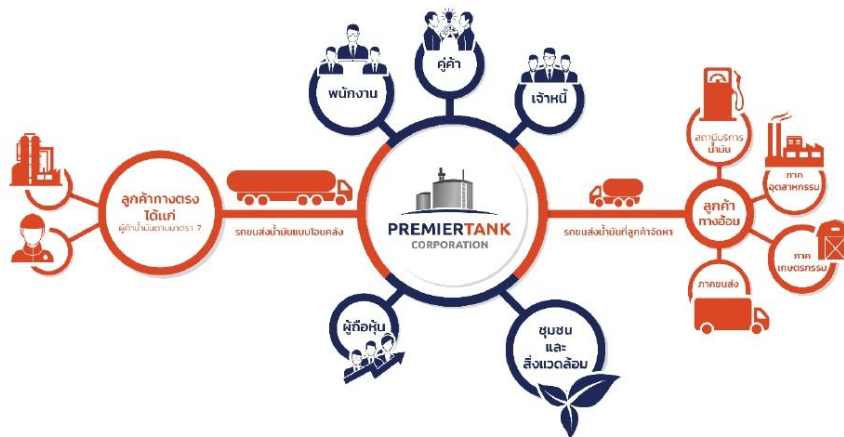 พนักงาน
คู่ค้า
เจ้าหนี้
ลูกค้าทางตรง
ได้แก่
ผู้ค้าน้ำมันตามมาตรา 7
รถขนส่งน้ำมันแบบโอนคลัง
PREMIERTANK
CORPORATION
รถขนส่งน้ำมันที่ลูกค้าจัดหา
สถานีบริการ
น้ำมัน
ภาค
อุตสาหกรรม
ลูกค้า
ทางอ้อม
ภาค
เกษตรกรรม
ภาคขนส่ง
ผู้ถือหุ้น
ชุมชน
และ
สิ่งแวดล้อม